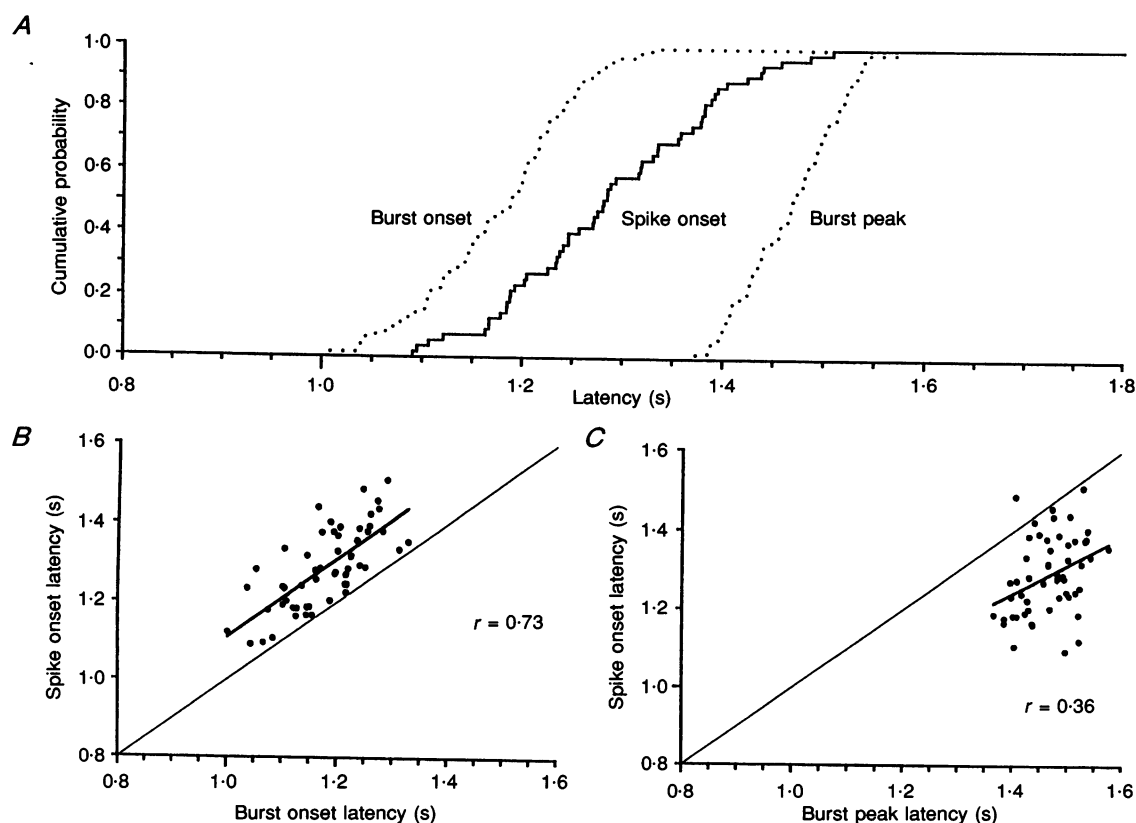 A
1·0
0·8
0·6
0·4
0·2
0·0
Cumulative probability
Burst onset
Spike onset
Burst peak
0·8
1·0
1·2
1·4
1·6
1·8
Latency (s)
B
1·6
1·4
1·2
1·0
0·8
Spike onset latency (s)
r = 0·73
0·8
1·0
1·2
1·4
1·6
Burst onset latency (s)
C
1·6
1·4
1·2
1·0
0·8
Spike onset latency (s)
r = 0·36
0·8
1·0
1·2
1·4
1·6
Burst peak latency (s)